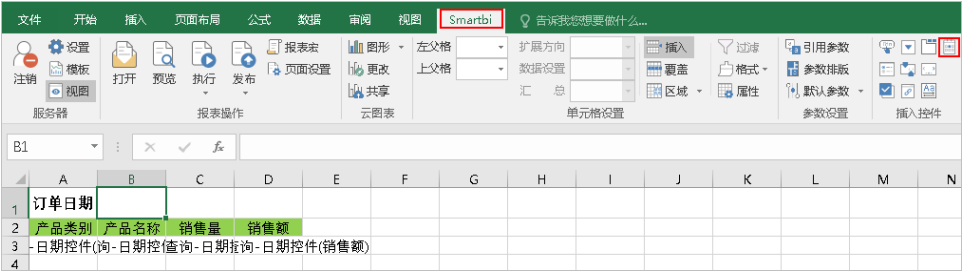 文件 开始 插入 页面布局 公式 数据 审阅 视图 Smartbi 告诉我您想要做什么...
注销 设置 模板 视图 打开 预览 执行 发布 报表宏 页面设置 图形 更改 共享 左父格 上父格 扩展方向 数据设置 汇 总 插入 覆盖 区域 过滤 格式 属性 引用参数 参数排版 默认参数
服务器 报表操作 云图表 单元格设置 参数设置 插入控件
B1 fx
A B C D E F G H I J K L M N
1 订单日期
2 产品类别 产品名称 销售量 销售额
3 -日期控件(询-日期控件查询-日期控询-日期控件(销售额)
4